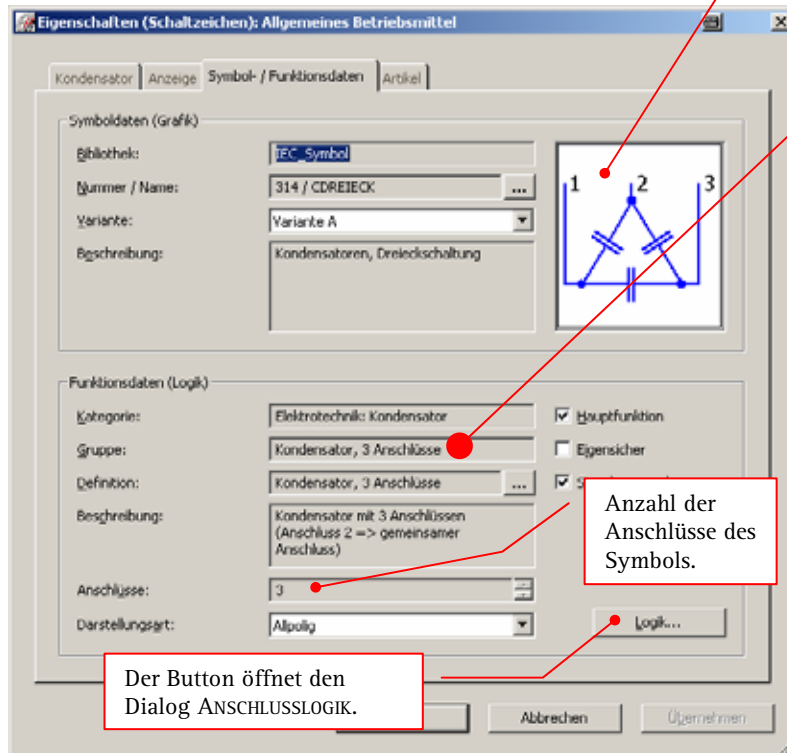 Eigenschaften (Schaltzeichen): Allgemeines Betriebsmittel
Kondensator Anzeige Symbol- / Funktionsdaten Artikel
Symboldaten (Grafik)
Bibliothek: IEC_Symbol
Nummer / Name: 314 / CDREIECK ...
Variante: Variante A
Beschreibung: Kondensatoren, Dreieckschaltung
1 2 3
Funktionsdaten (Logik)
Kategorie: Elektrotechnik: Kondensator Hauptfunktion
Gruppe: Kondensator, 3 Anschlüsse Eigensicher
Definition: Kondensator, 3 Anschlüsse ...
Beschreibung: Kondensator mit 3 Anschlüssen
(Anschluss 2 => gemeinsamer
Anschluss)
Anzahl der
Anschlüsse des
Symbols.
Anschlüsse: 3
Darstellungsart: Allpolig Logik...
Der Button öffnet den
Dialog ANSCHLUSSLOGIK.
Abbrechen Übernehmen